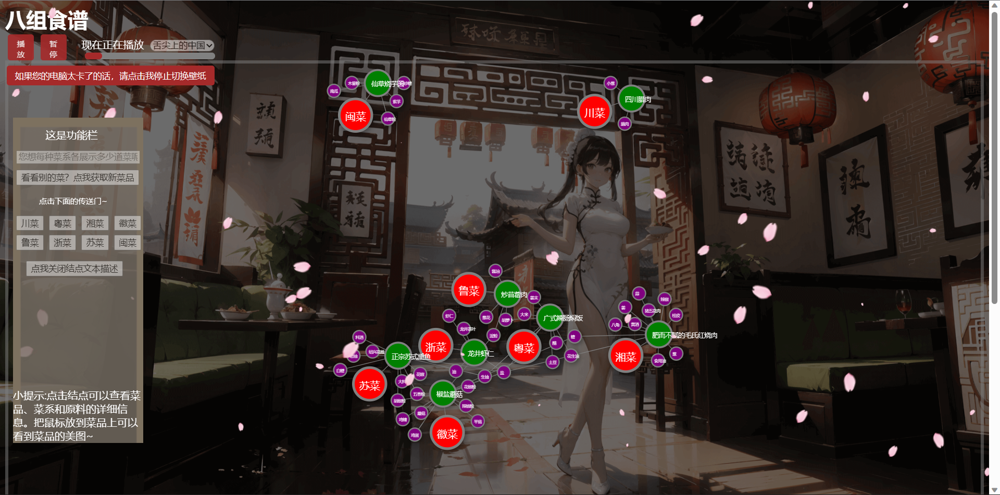 八组食谱
播放
暂停
现在正在播放
舌尖上的中国
如果您的电脑太卡了的话，请点击我停止切换壁纸
这是功能栏
您想每种菜系各展示多少道菜呢
看看别的菜？点我获取新菜品
点击下面的传送门~
川菜 粤菜 湘菜 徽菜
鲁菜 浙菜 苏菜 闽菜
点我关闭结点文本描述
小提示:点击结点可以查看菜
品、菜系和原料的详细信
息。把鼠标放到菜品上可以
看到菜品的美图~
木薯粉
仙草烧芋圆
南瓜
紫芋
闽菜
仙草粉
小葱
四川腊肉
川菜
腊肉
酱油
鲁菜
炒苜蓿肉
姜末
虾仁
葱花
胡萝卜
大米
广式辣肠焖饭
龙井茶叶
淀粉
糖
醋
浙菜
粤菜
龙井虾仁
土豆
花生油
蒜
辣椒
姜
猪五花肉
桂皮
八角
黄酒
肥而不腻的毛氏红烧肉
湘菜
葱
食用油
料酒
正宗苏式熏鱼
白糖
苏菜
花椒
油
生抽
盐
大料
五香粉
胡椒粉
椒盐蘑菇
花椒粉
辣椒粉
鸡精
蘑菇
平菇
鸡蛋
徽菜